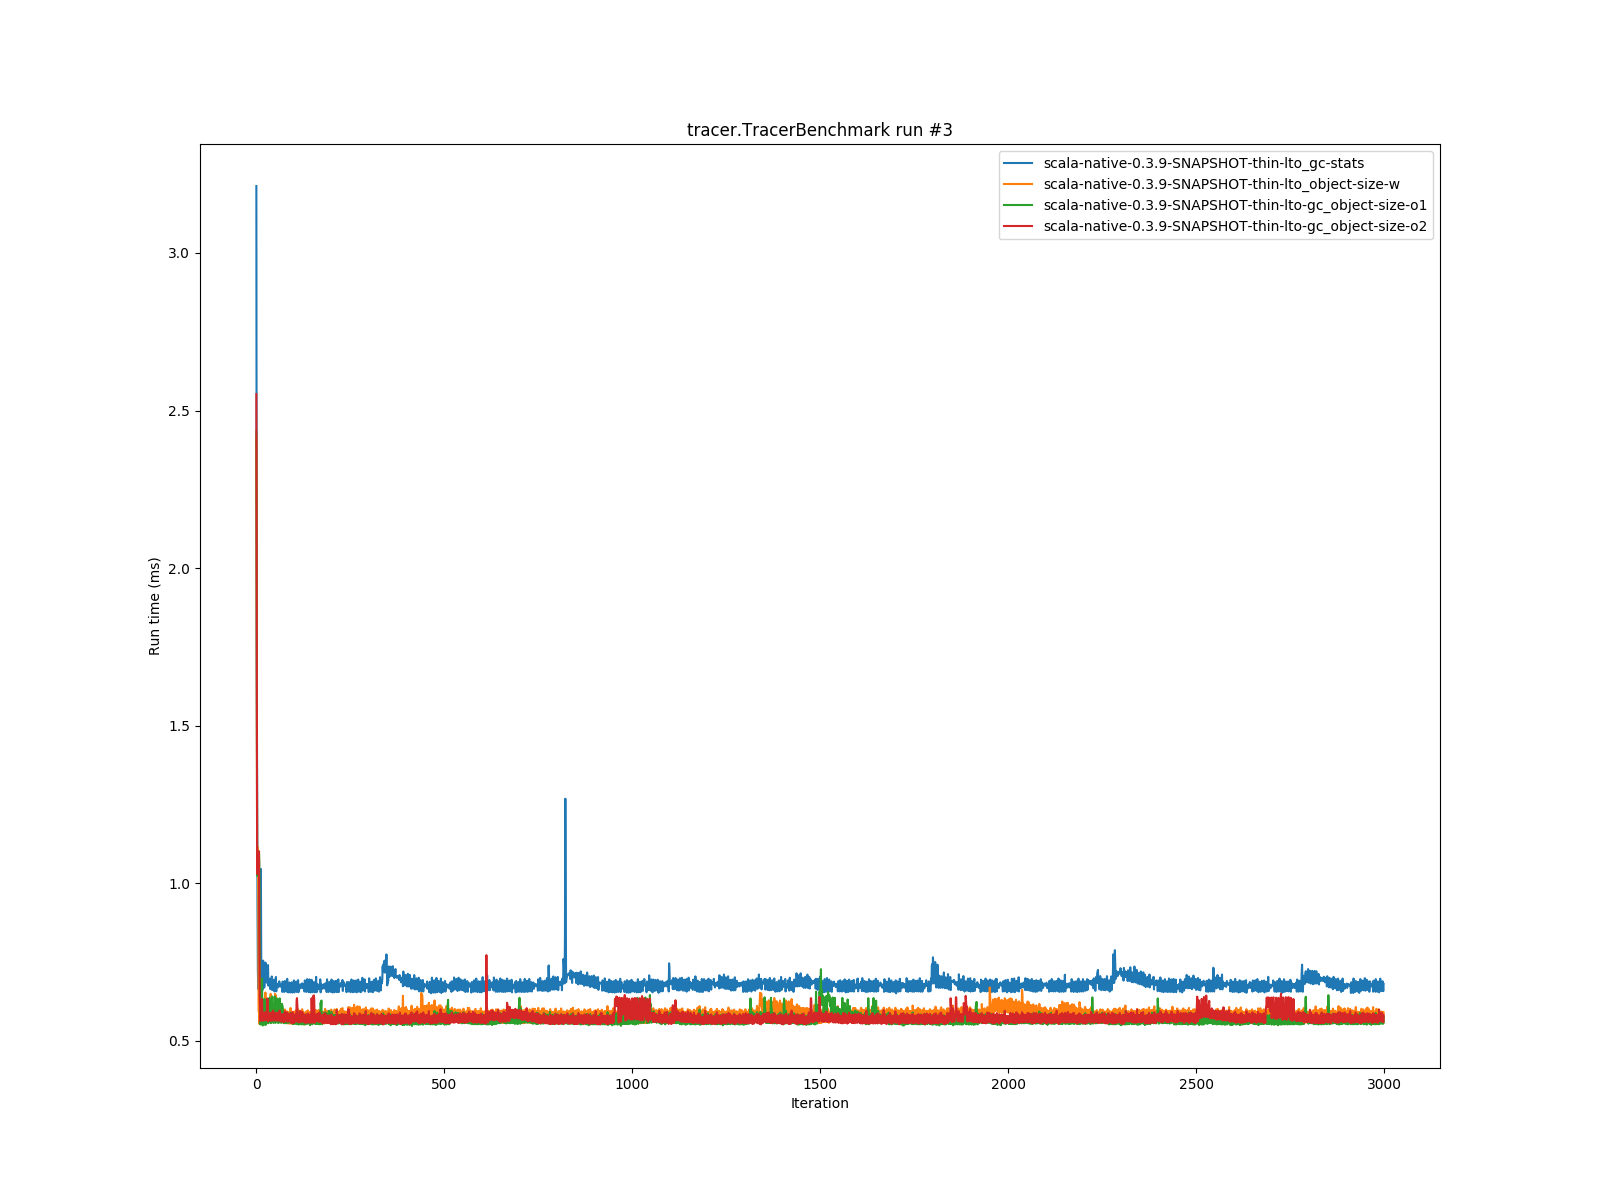 tracer.TracerBenchmark run #3
scala-native-0.3.9-SNAPSHOT-thin-lto_gc-stats
scala-native-0.3.9-SNAPSHOT-thin-lto_object-size-w
scala-native-0.3.9-SNAPSHOT-thin-lto-gc_object-size-o1
scala-native-0.3.9-SNAPSHOT-thin-lto-gc_object-size-o2
3.0
2.5
2.0
1.5
1.0
0.5
Run time (ms)
0 500 1000 1500 2000 2500 3000
Iteration